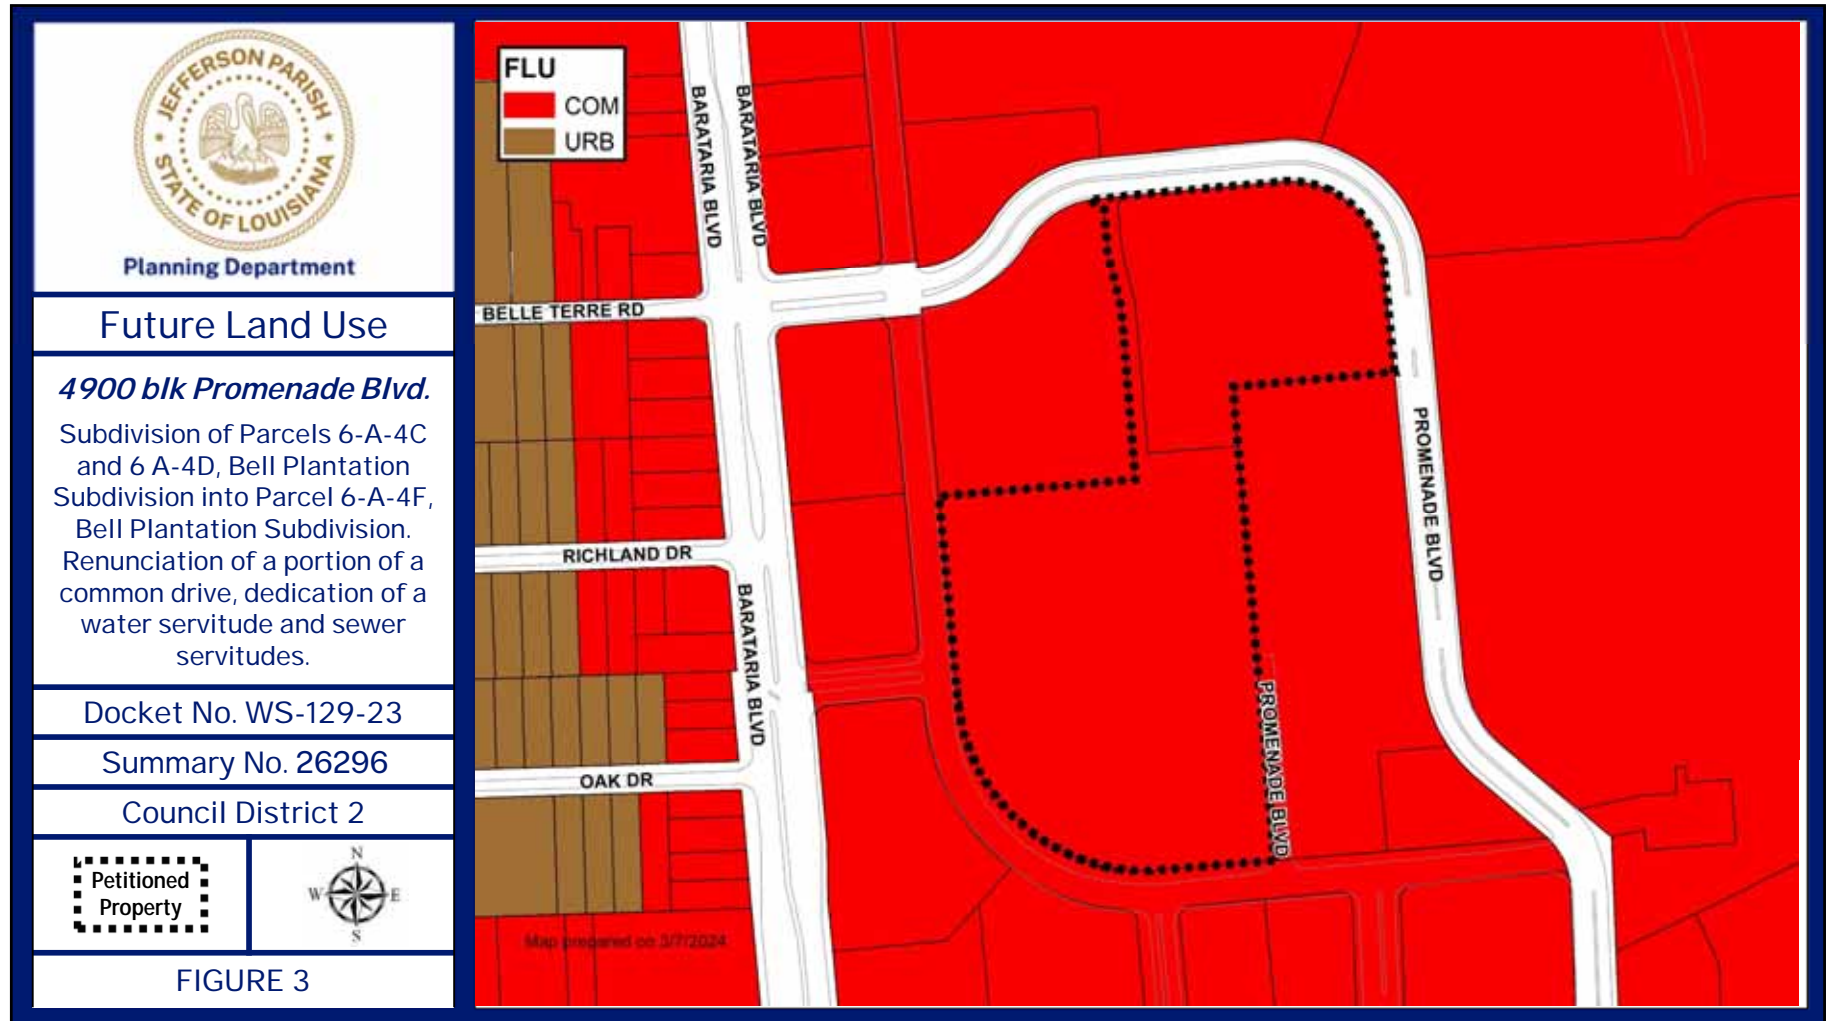 JEFFERSON PARISH
STATE OF LOUISIANA
Planning Department
Future Land Use
4900 blk Promenade Blvd.
Subdivision of Parcels 6-A-4C
and 6 A-4D, Bell Plantation
Subdivision into Parcel 6-A-4F,
Bell Plantation Subdivision.
Renunciation of a portion of a
common drive, dedication of a
water servitude and sewer
servitudes.
Docket No. WS-129-23
Summary No. 26296
Council District 2
Petitioned
Property
N
W
E
S
FIGURE 3
FLU
COM
URB
BARATARIA BLVD
BARATARIA BLVD
BELLE TERRE RD
PROMENADE BLVD
RICHLAND DR
BARATARIA BLVD
PROMENADE BLVD
OAK DR
Map prepared on 3/7/2024